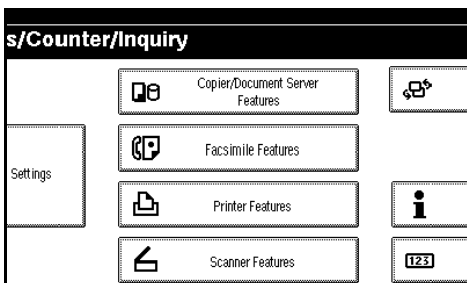 s/Counter/Inquiry
Copier/Document Server
Features
Facsimile Features
Settings
Printer Features
Scanner Features
123